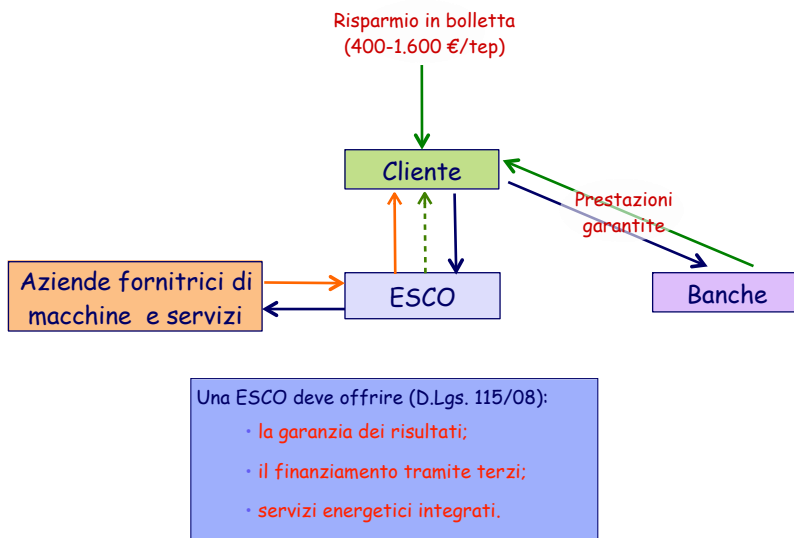 Risparmio in bolletta
(400-1.600 €/tep)
Cliente
Prestazioni
garantite
Aziende fornitrici di
macchine e servizi
ESCO
Banche
Una ESCO deve offrire (D.Lgs. 115/08):
• la garanzia dei risultati;
• il finanziamento tramite terzi;
• servizi energetici integrati.